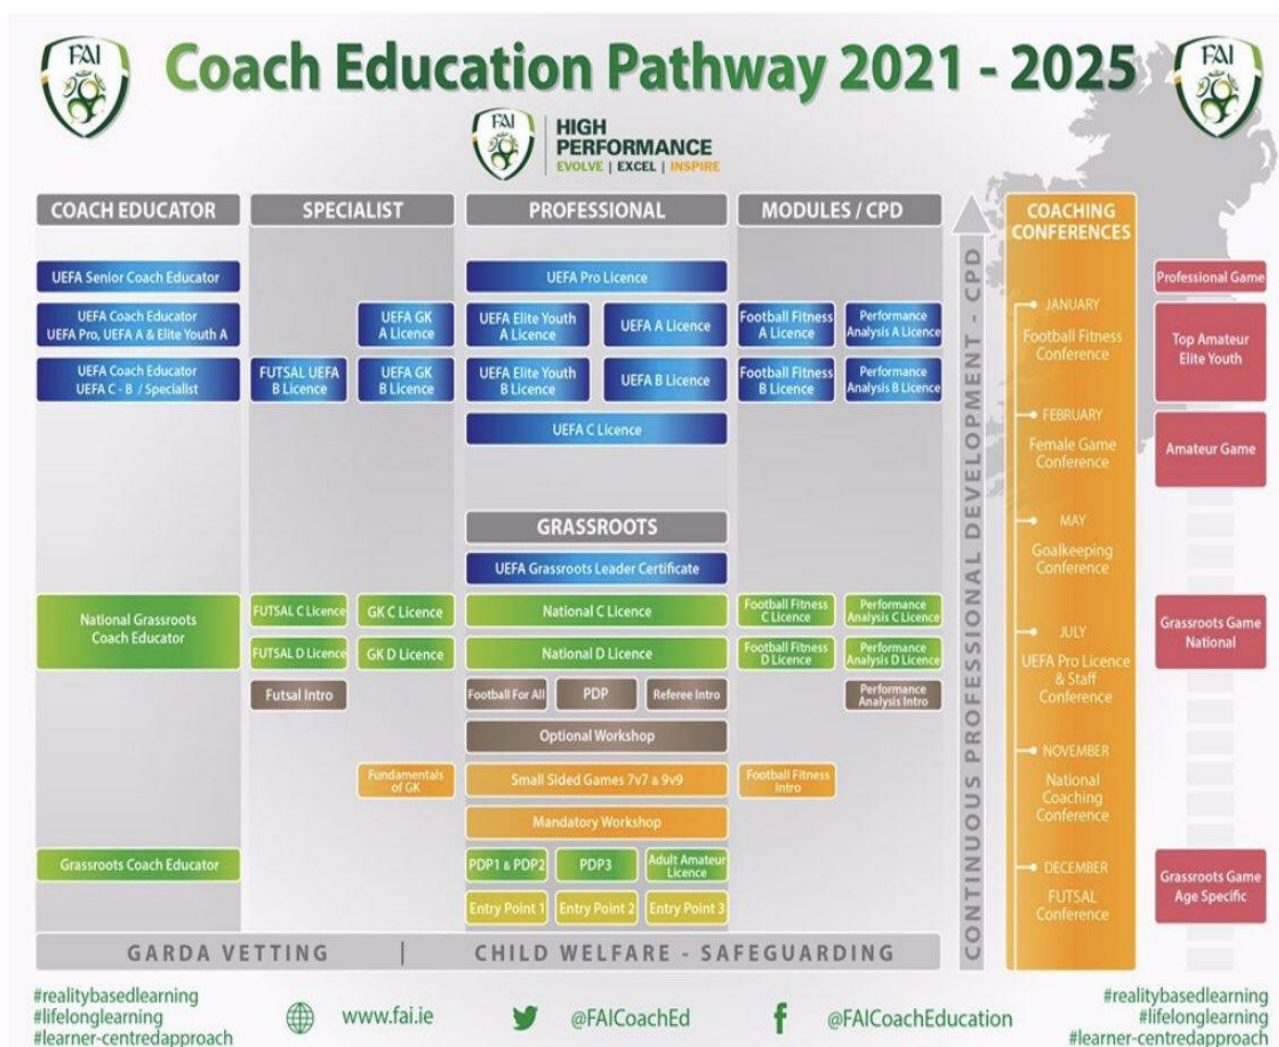 FAI
Coach Education Pathway 2021 - 2025
FAI
FAI
HIGH
PERFORMANCE
EVOLVE | EXCEL | INSPIRE
COACH EDUCATOR
UEFA Senior Coach Educator
UEFA Coach Educator
UEFA Pro, UEFA A & Elite Youth A
UEFA Coach Educator
UEFA C - B / Specialist
National Grassroots
Coach Educator
Grassroots Coach Educator
SPECIALIST
UEFA GK
A Licence
FUTSAL UEFA
B Licence
UEFA GK
B Licence
FUTSAL C Licence
GK C Licence
FUTSAL D Licence
GK D Licence
Futsal Intro
Fundamentals
of GK
PROFESSIONAL
UEFA Pro Licence
UEFA Elite Youth
A Licence
UEFA A Licence
UEFA Elite Youth
B Licence
UEFA B Licence
UEFA C Licence
GRASSROOTS
UEFA Grassroots Leader Certificate
National C Licence
National D Licence
Football For All
PDP
Referee Intro
Optional Workshop
Small Sided Games 7v7 & 9v9
Mandatory Workshop
PDP1 & PDP2
PDP3
Adult Amateur
Licence
Entry Point 1
Entry Point 2
Entry Point 3
MODULES / CPD
Football Fitness
A Licence
Performance
Analysis A Licence
Football Fitness
B Licence
Performance
Analysis B Licence
Football Fitness
C Licence
Performance
Analysis C Licence
Football Fitness
D Licence
Performance
Analysis D Licence
Performance
Analysis Intro
Football Fitness
Intro
GARDA VETTING | CHILD WELFARE - SAFEGUARDING
CONTINUOUS PROFESSIONAL DEVELOPMENT - CPD
COACHING
CONFERENCES
JANUARY
Football Fitness
Conference
FEBRUARY
Female Game
Conference
MAY
Goalkeeping
Conference
JULY
UEFA Pro Licence
& Staff
Conference
NOVEMBER
National
Coaching
Conference
DECEMBER
FUTSAL
Conference
Professional Game
Top Amateur
Elite Youth
Amateur Game
Grassroots Game
National
Grassroots Game
Age Specific
#realitybasedlearning
#lifelonglearning
#learner-centredapproach
www.fai.ie
@FAICoachEd
@FAICoachEducation
#realitybasedlearning
#lifelonglearning
#learner-centredapproach